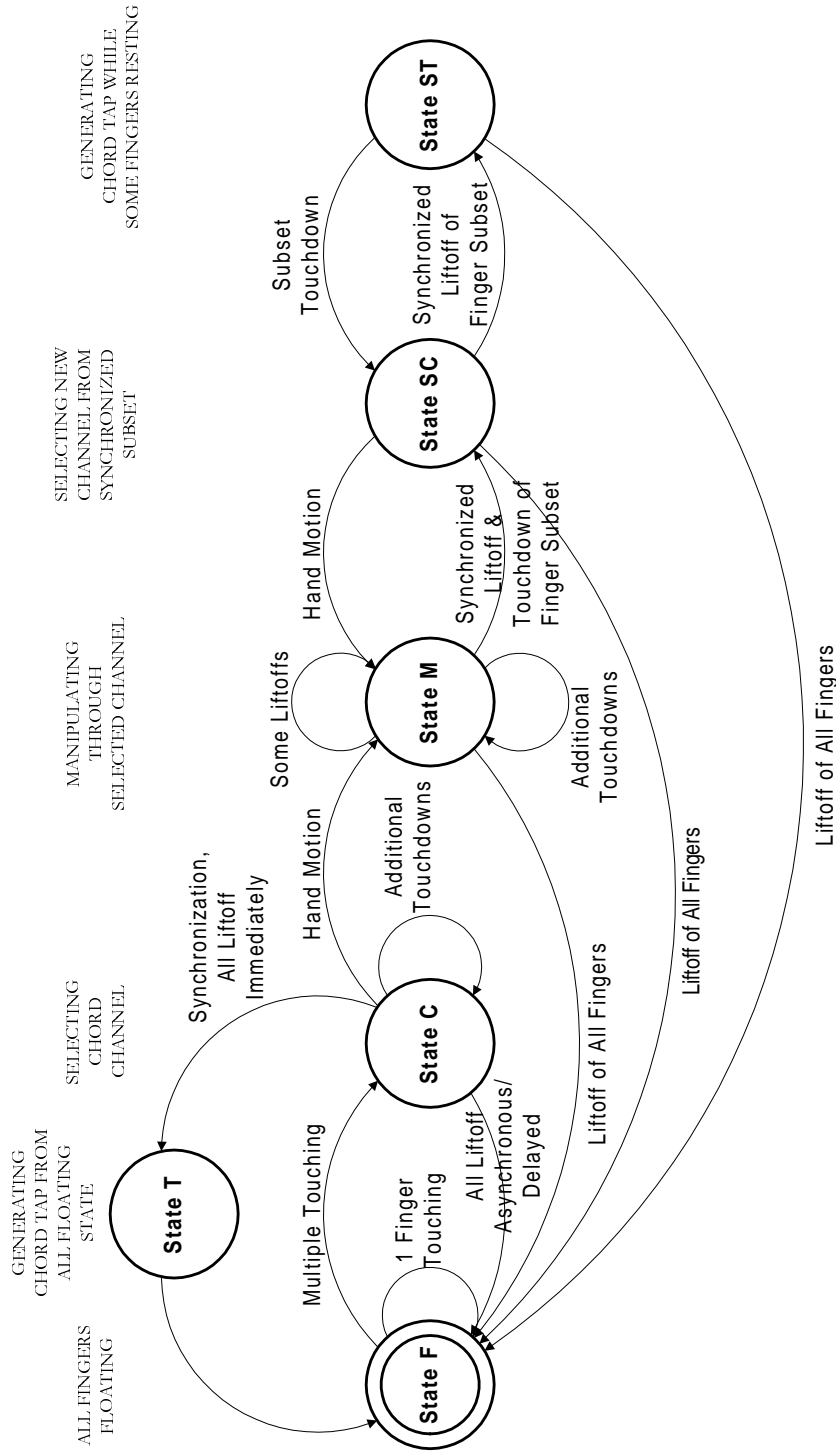 ALL FINGERS
FLOATING
GENERATING
CHORD TAP FROM
ALL FLOATING
STATE
SELECTING
CHORD
CHANNEL
MANIPULATING
THROUGH
SELECTED CHANNEL
SELECTING NEW
CHANNEL FROM
SYNCHRONIZED
SUBSET
GENERATING
CHORD TAP WHILE
SOME FINGERS RESTING
State T
Synchronization,
All Liftoff
Immediately
Multiple Touching
Hand Motion
Some Liftoffs
Hand Motion
Subset
Touchdown
1 Finger
Touching
Additional
Touchdowns
State F
State C
State M
State SC
State ST
All Liftoff
Asynchronous/
Delayed
Synchronized
Liftoff &
Touchdown of
Finger Subset
Synchronized
Liftoff of
Finger Subset
Additional
Touchdowns
Liftoff of All Fingers
Liftoff of All Fingers
Liftoff of All Fingers